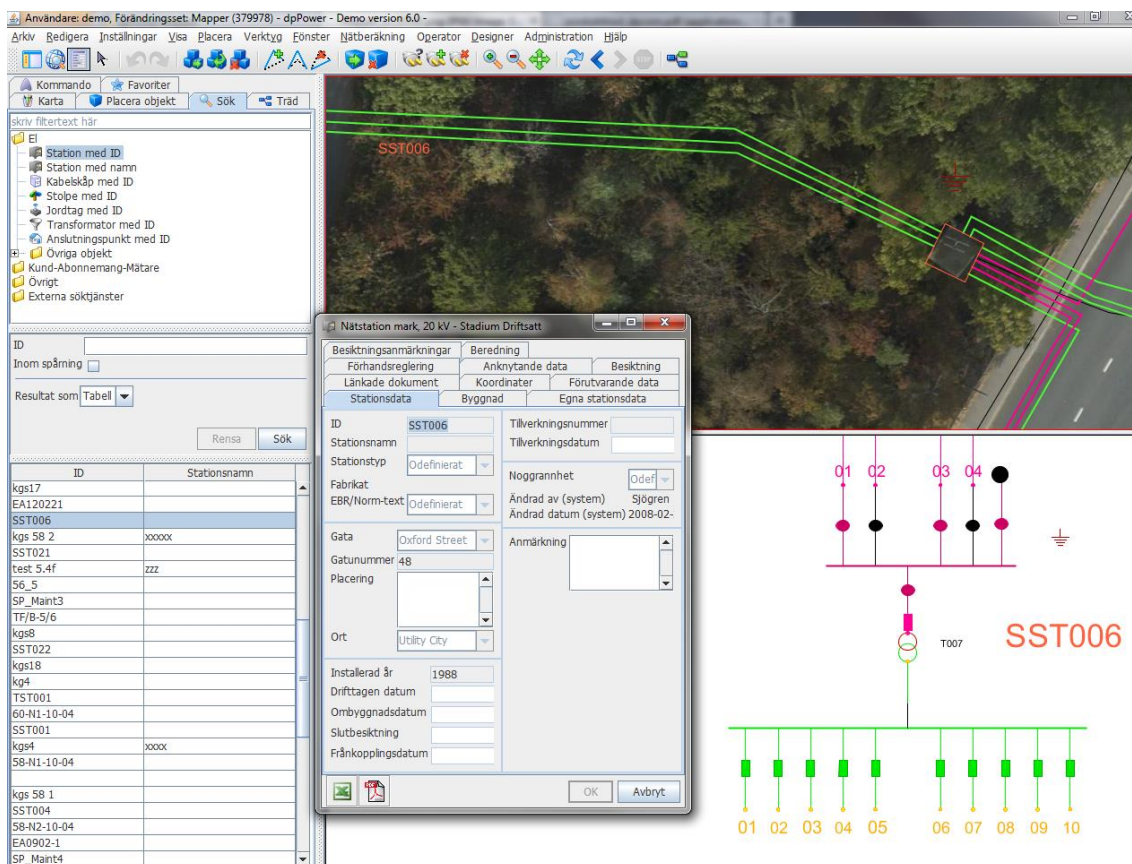 Användare: demo, Förändringsset: Mapper (379978) - dpPower - Demo version 6.0 -
Arkiv Redigera Inställningar Visa Placera Verktyg Fönster Nätberäkning Operator Designer Administration Hjälp
Kommando Favoriter
Karta Placera objekt Sök Träd
skriv filtertext här
El
Station med ID
Station med namn
Kabelskåp med ID
Stolpe med ID
Jordtag med ID
Transformator med ID
Anslutningspunkt med ID
Övriga objekt
Kund-Abonnemang-Mätare
Övrigt
Externa söktjänster
ID
Inom spårning
Resultat som Tabell
Rensa Sök
ID Stationsnamn
kgs17
EA120221
SST006
kgs 58 2 xxxxx
SST021
test 5.4f zzz
56_5
SP_Maint3
TF/B-5/6
kgs8
SST022
kgs18
kg4
TST001
60-N1-10-04
SST001
kgs4 xxxx
58-N1-10-04
kgs 58 1
SST004
58-N2-10-04
EA0902-1
SP_Maint4
SST006
Nätstation mark, 20 kV - Stadium Driftsatt
Besiktningsanmärkningar Beredning
Förhandsreglering Anknytande data Besiktning
Länkade dokument Koordinater Förutvarande data
Stationsdata Byggnad Egna stationsdata
ID SST006
Stationsnamn
Stationstyp Odefinierat
Fabrikat
EBR/Norm-text Odefinierat
Gata Oxford Street
Gatunummer 48
Placering
Ort Utility City
Installerad år 1988
Drifttagen datum
Ombyggnadsdatum
Slutbesiktning
Frånkopplingsdatum
Tillverkningsnummer
Tillverkningsdatum
Noggrannhet Odef
Ändrad av (system) Sjögren
Ändrad datum (system) 2008-02-
Anmärkning
PDF
OK Avbryt
01 02 03 04
T007
SST006
01 02 03 04 05 06 07 08 09 10